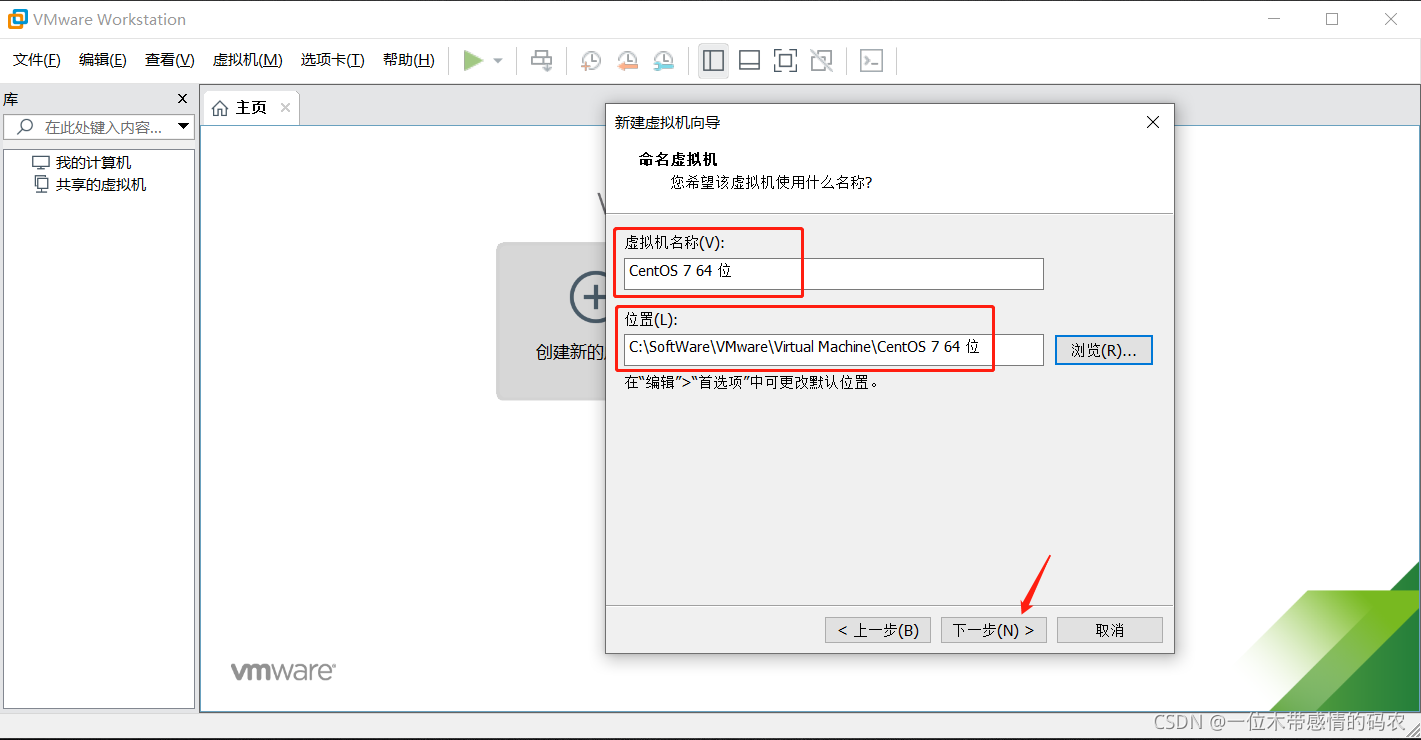 VMware Workstation
文件(F) 编辑(E) 查看(V) 虚拟机(M) 选项卡(T) 帮助(H)
库
在此处键入内容...
我的计算机
共享的虚拟机
主页
创建新的
vmware
新建虚拟机向导
命名虚拟机
您希望该虚拟机使用什么名称?
虚拟机名称(V):
CentOS 7 64 位
位置(L):
C:\SoftWare\VMware\Virtual Machine\CentOS 7 64 位
浏览(R)...
在“编辑”>“首选项”中可更改默认位置。
< 上一步(B) 下一步(N) > 取消
CSDN @一位木带感情的码农